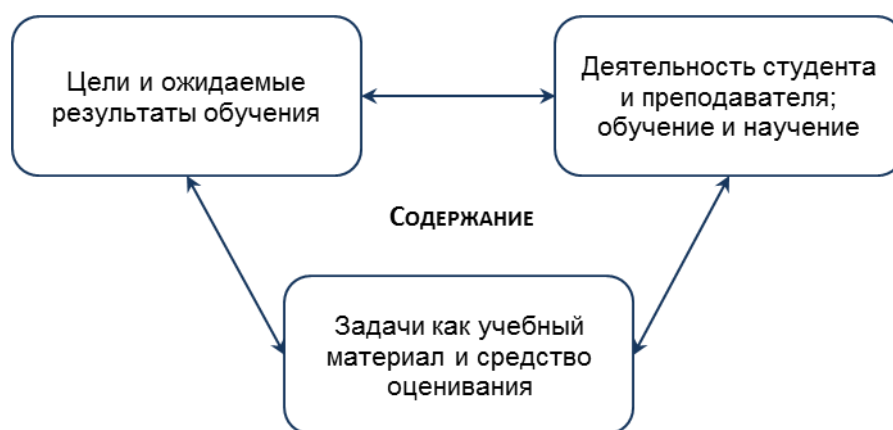 Цели и ожидаемые
результаты обучения
Деятельность студента
и преподавателя;
обучение и научение
Содержание
Задачи как учебный
материал и средство
оценивания